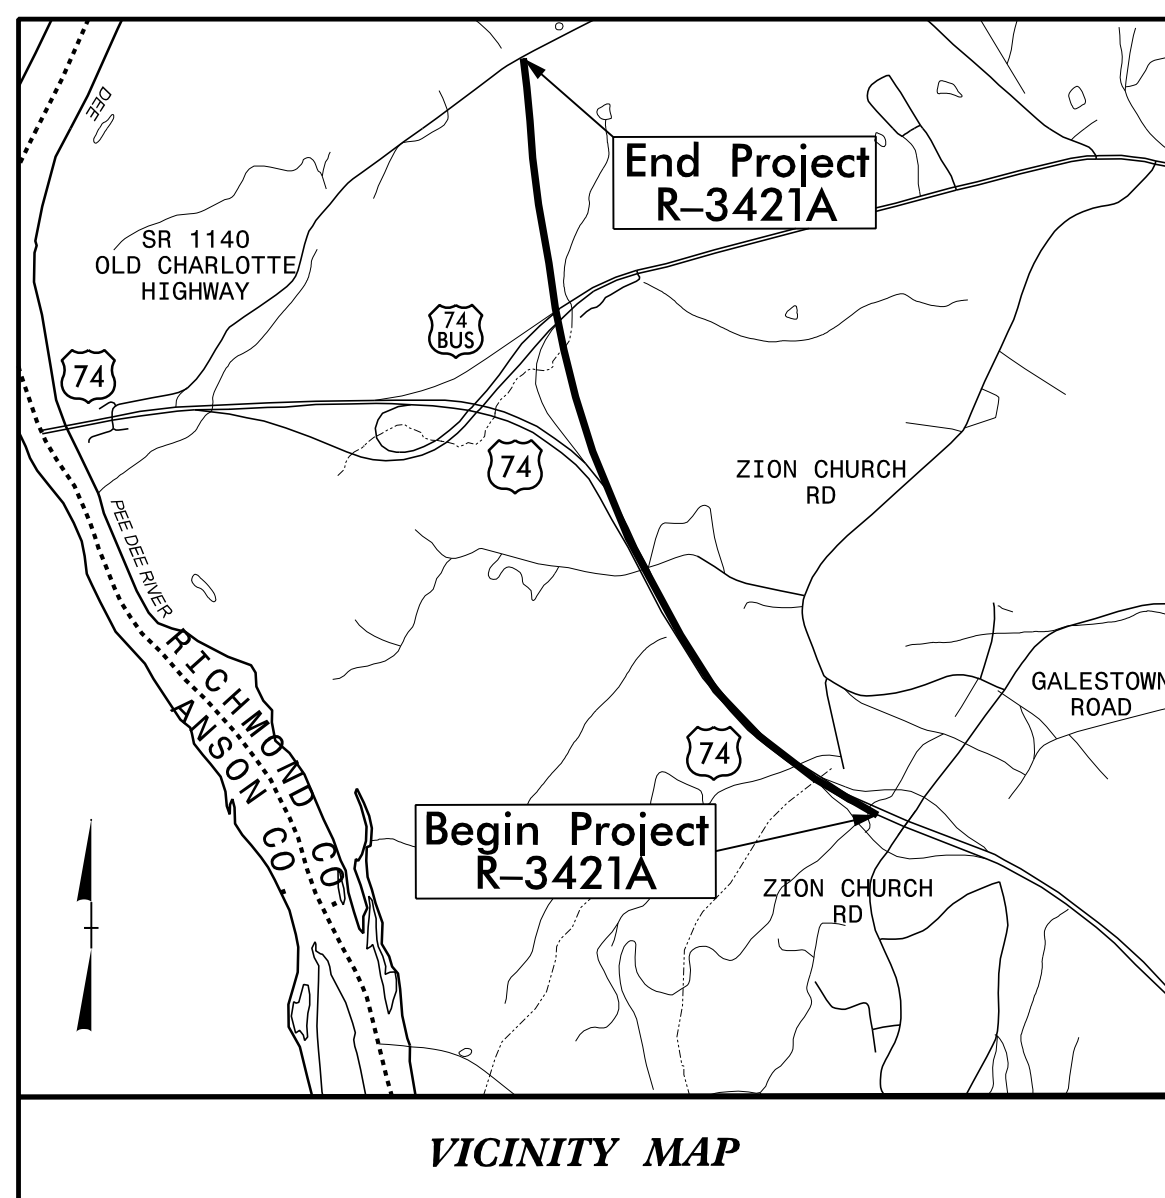 DEE
End Project
R–3421A
SR 1140
OLD CHARLOTTE
HIGHWAY
74
BUS
74
74
ZION CHURCH
RD
PEE DEE RIVER
RICHMOND CO.
ANSON CO.
GALESTOWN
ROAD
74
Begin Project
R–3421A
ZION CHURCH
RD
VICINITY MAP